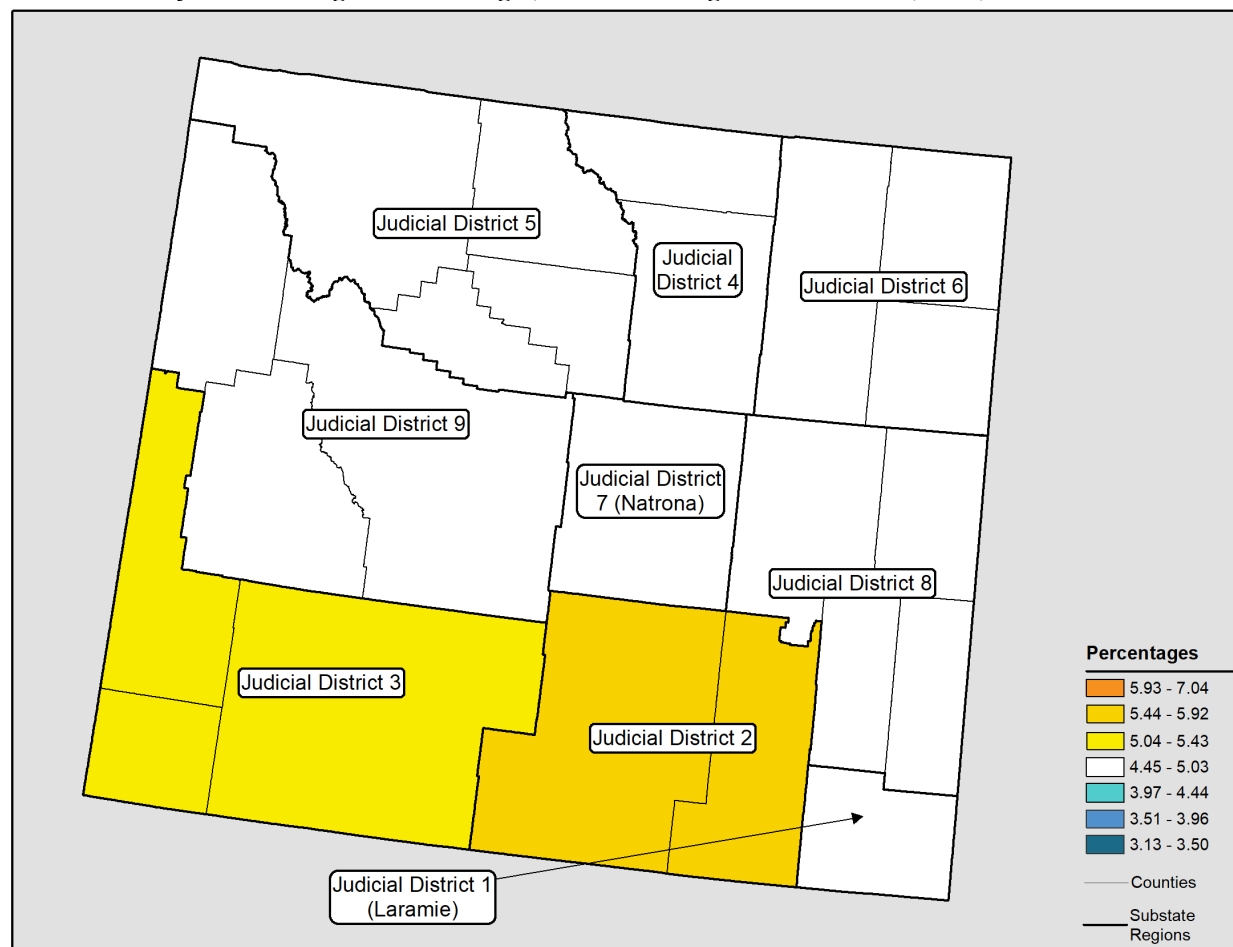 Judicial District 5
Judicial
District 4
Judicial District 6
Judicial District 9
Judicial District
7 (Natrona)
Judicial District 8
Judicial District 3
Judicial District 2
Judicial District 1
(Laramie)
Percentages
5.93 - 7.04
5.44 - 5.92
5.04 - 5.43
4.45 - 5.03
3.97 - 4.44
3.51 - 3.96
3.13 - 3.50
Counties
Substate
Regions